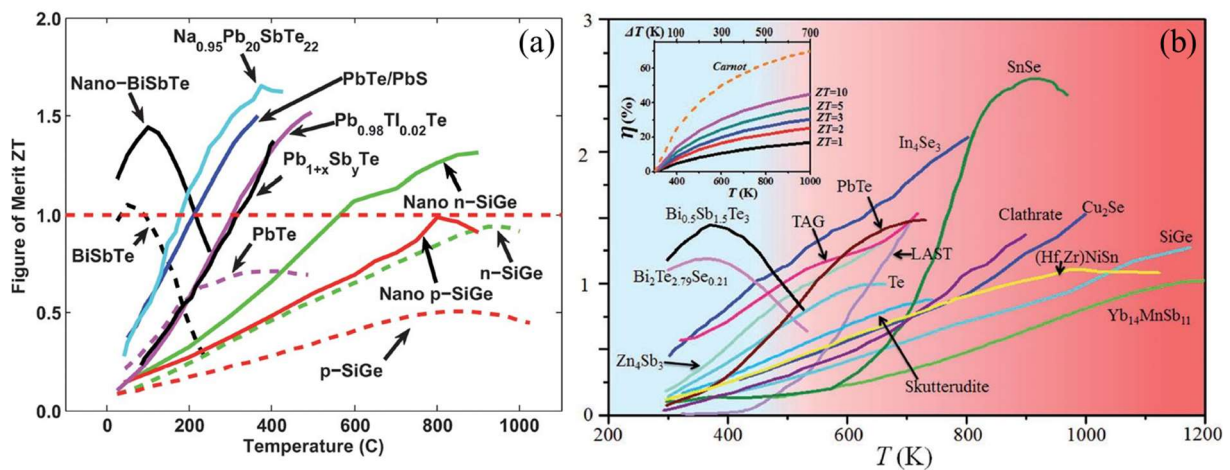 (a)
2.0
1.5
1.0
0.5
0.0
Figure of Merit ZT
0
200
400
600
800
1000
Temperature (C)
Na0.95Pb20SbTe22
Nano-BiSbTe
PbTe/PbS
Pb0.98Tl0.02Te
Pb1+xSbyTe
Nano n-SiGe
BiSbTe
PbTe
n-SiGe
Nano p-SiGe
p-SiGe
(b)
3
2
1
0
200
400
600
800
1000
1200
T (K)
ΔT (K)
100
300
500
700
Carnot
60
40
20
0
η (%)
ZT=10
ZT=5
ZT=3
ZT=2
ZT=1
400
600
800
1000
T (K)
SnSe
In4Se3
PbTe
Bi0.5Sb1.5Te3
TAG
Clathrate
Cu2Se
LAST
SiGe
(Hf,Zr)NiSn
Bi2Te2.79Se0.21
Te
Yb14MnSb11
Zn4Sb3
Skutterudite